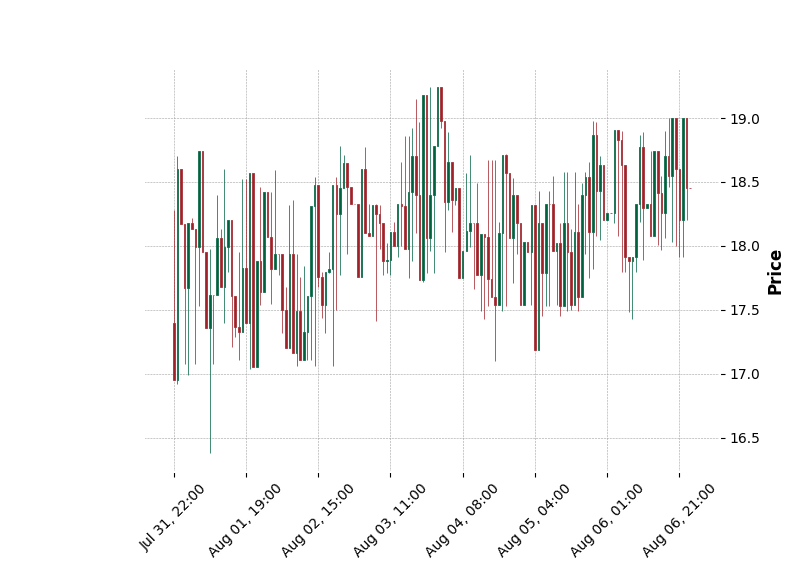 19.0
18.5
18.0
17.5
17.0
16.5
Price
Jul 31, 22:00
Aug 01, 19:00
Aug 02, 15:00
Aug 03, 11:00
Aug 04, 08:00
Aug 05, 04:00
Aug 06, 01:00
Aug 06, 21:00